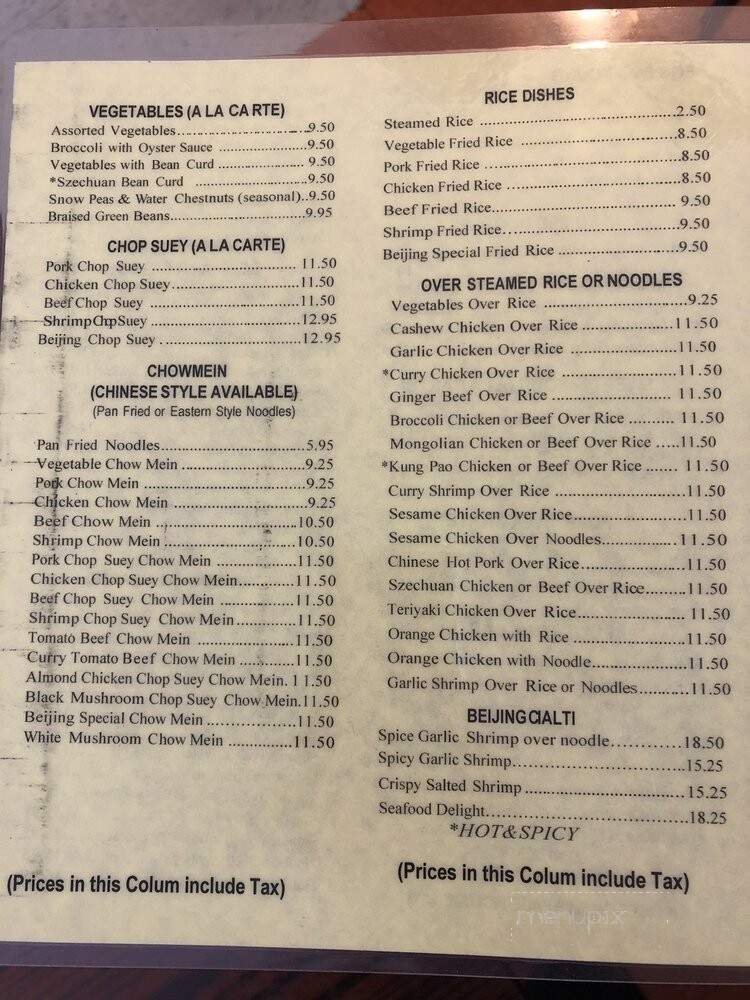 VEGETABLES (A LA CARTE)
Assorted Vegetables.........................9.50
Broccoli with Oyster Sauce ...................9.50
Vegetables with Bean Curd .................. 9.50
*Szechuan Bean Curd ........................9.50
Snow Peas & Water Chestnuts (seasonal)..9.50
Braised Green Beans...........................9.95
CHOP SUEY (A LA CARTE)
Pork Chop Suey .............................. 11.50
Chicken Chop Suey...........................11.50
Beef Chop Suey ..............................11.50
ShrimpChpSuey ..............................12.95
Beijing Chop Suey ............................12.95
CHOWMEIN
(CHINESE STYLE AVAILABLE)
(Pan Fried or Eastern Style Noodles)
Pan Fried Noodles..............................5.95
Vegetable Chow Mein .........................9.25
Pork Chow Mein ..............................9.25
Chicken Chow Mein ..........................9.25
Beef Chow Mein .............................10.50
Shrimp Chow Mein ..........................10.50
Pork Chop Suey Chow Mein .................11.50
Chicken Chop Suey Chow Mein............11.50
Beef Chop Suey Chow Mein ................11.50
Shrimp Chop Suey Chow Mein.............11.50
Tomato Beef Chow Mein ....................11.50
Curry Tomato Beef Chow Mein ............11.50
Almond Chicken Chop Suey Chow Mein. 11.50
Black Mushroom Chop Suey Chow Mein.11.50
Beijing Special Chow Mein ..................11.50
White Mushroom Chow Mein ..............11.50
(Prices in this Colum include Tax)
RICE DISHES
Steamed Rice .................................2.50
Vegetable Fried Rice ..........................8.50
Pork Fried Rice ................................8.50
Chicken Fried Rice ............................8.50
Beef Fried Rice................................ 9.50
Shrimp Fried Rice..............................9.50
Beijing Special Fried Rice ....................9.50
OVER STEAMED RICE OR NOODLES
Vegetables Over Rice .........................9.25
Cashew Chicken Over Rice ..................11.50
Garlic Chicken Over Rice ....................11.50
*Curry Chicken Over Rice .................... 11.50
Ginger Beef Over Rice ....................... 11.50
Broccoli Chicken or Beef Over Rice .......... 11.50
Mongolian Chicken or Beef Over Rice .....11.50
*Kung Pao Chicken or Beef Over Rice ....... 11.50
Curry Shrimp Over Rice .....................11.50
Sesame Chicken Over Rice...................11.50
Sesame Chicken Over Noodles..............11.50
Chinese Hot Pork Over Rice.................11.50
Szechuan Chicken or Beef Over Rice.........11.50
Teriyaki Chicken Over Rice.................. 11.50
Orange Chicken with Rice ...................11.50
Orange Chicken with Noodle.................11.50
Garlic Shrimp Over Rice or Noodles..........11.50
BEIJINGCIALTI
Spice Garlic Shrimp over noodle............18.50
Spicy Garlic Shrimp............................15.25
Crispy Salted Shrimp ..........................15.25
Seafood Delight.................................18.25
*HOT&SPICY
(Prices in this Colum include Tax)
menupix